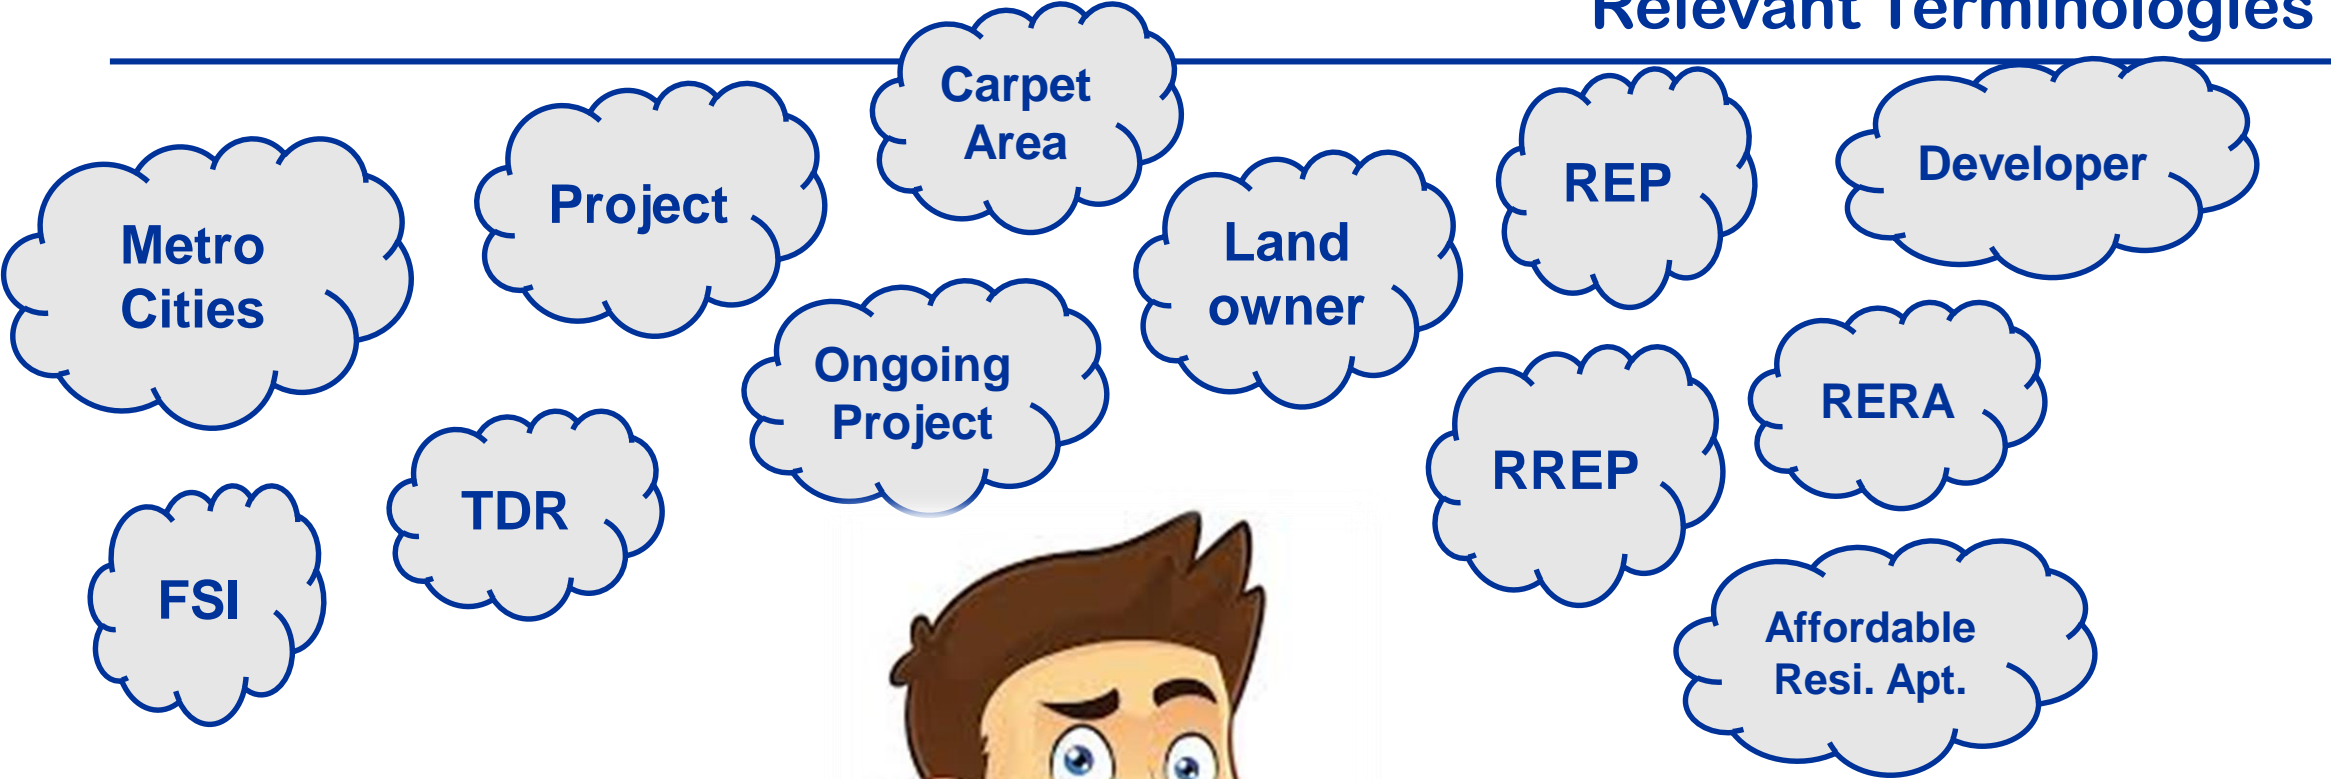 Relevant Terminologies
Carpet
Area
Project
REP
Developer
Metro
Cities
Land
owner
Ongoing
Project
RERA
RREP
TDR
FSI
Affordable
Resi. Apt.